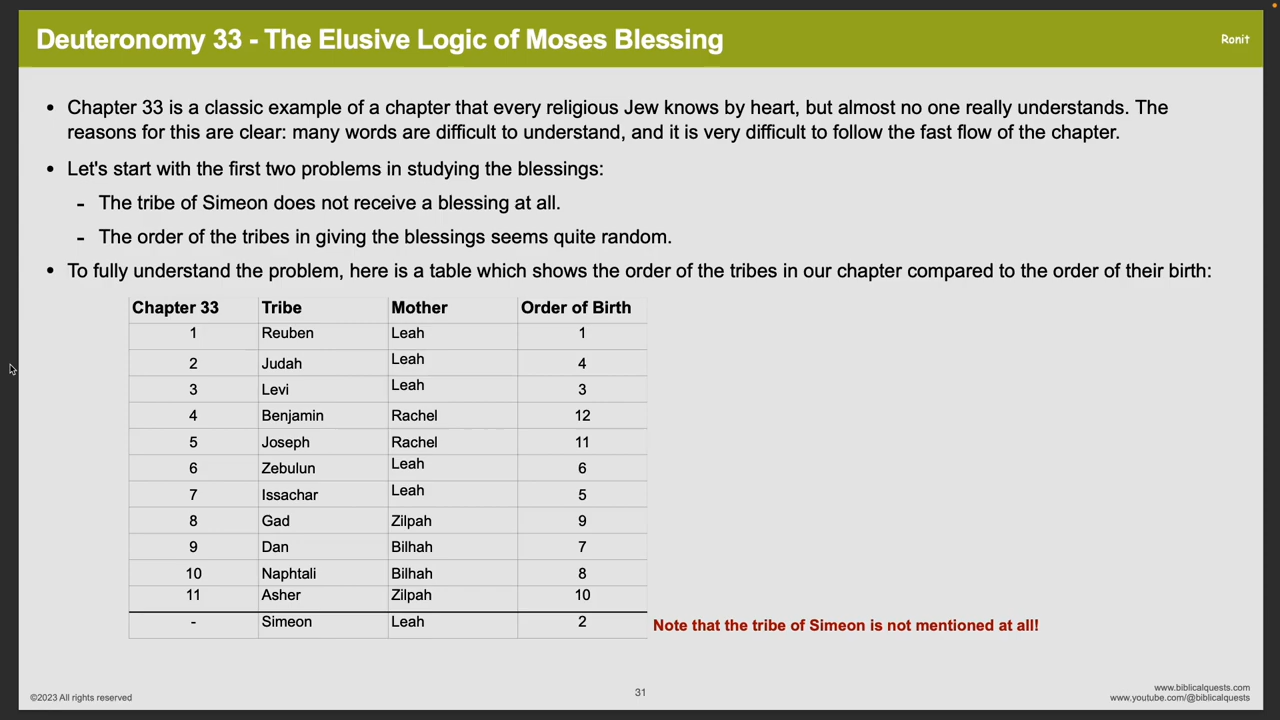 Deuteronomy 33 - The Elusive Logic of Moses Blessing
Ronit
• Chapter 33 is a classic example of a chapter that every religious Jew knows by heart, but almost no one really understands. The
reasons for this are clear: many words are difficult to understand, and it is very difficult to follow the fast flow of the chapter.
• Let's start with the first two problems in studying the blessings:
- The tribe of Simeon does not receive a blessing at all.
- The order of the tribes in giving the blessings seems quite random.
• To fully understand the problem, here is a table which shows the order of the tribes in our chapter compared to the order of their birth:
Chapter 33 Tribe Mother Order of Birth
1 Reuben Leah 1
2 Judah Leah 4
3 Levi Leah 3
4 Benjamin Rachel 12
5 Joseph Rachel 11
6 Zebulun Leah 6
7 Issachar Leah 5
8 Gad Zilpah 9
9 Dan Bilhah 7
10 Naphtali Bilhah 8
11 Asher Zilpah 10
- Simeon Leah 2
Note that the tribe of Simeon is not mentioned at all!
©2023 All rights reserved
31
www.biblicalquests.com
www.youtube.com/@biblicalquests